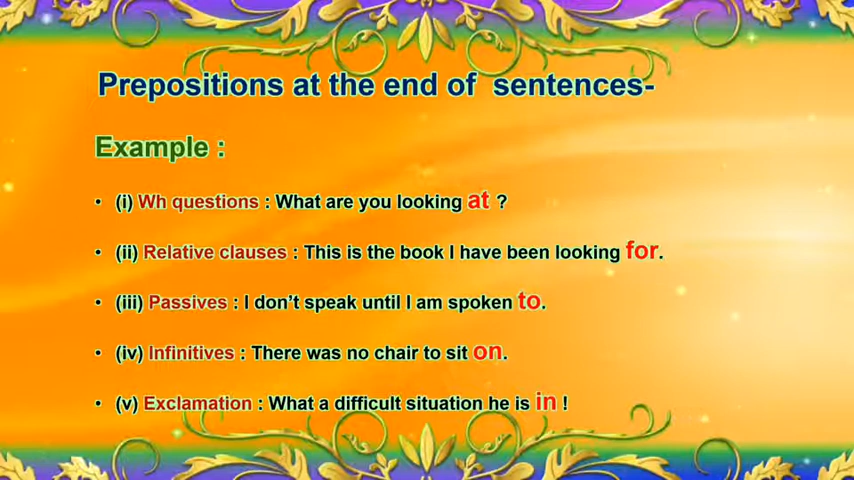 Prepositions at the end of sentences-
Example :
• (i) Wh questions : What are you looking at ?
• (ii) Relative clauses : This is the book I have been looking for.
• (iii) Passives : I don’t speak until I am spoken to.
• (iv) Infinitives : There was no chair to sit on.
• (v) Exclamation : What a difficult situation he is in !